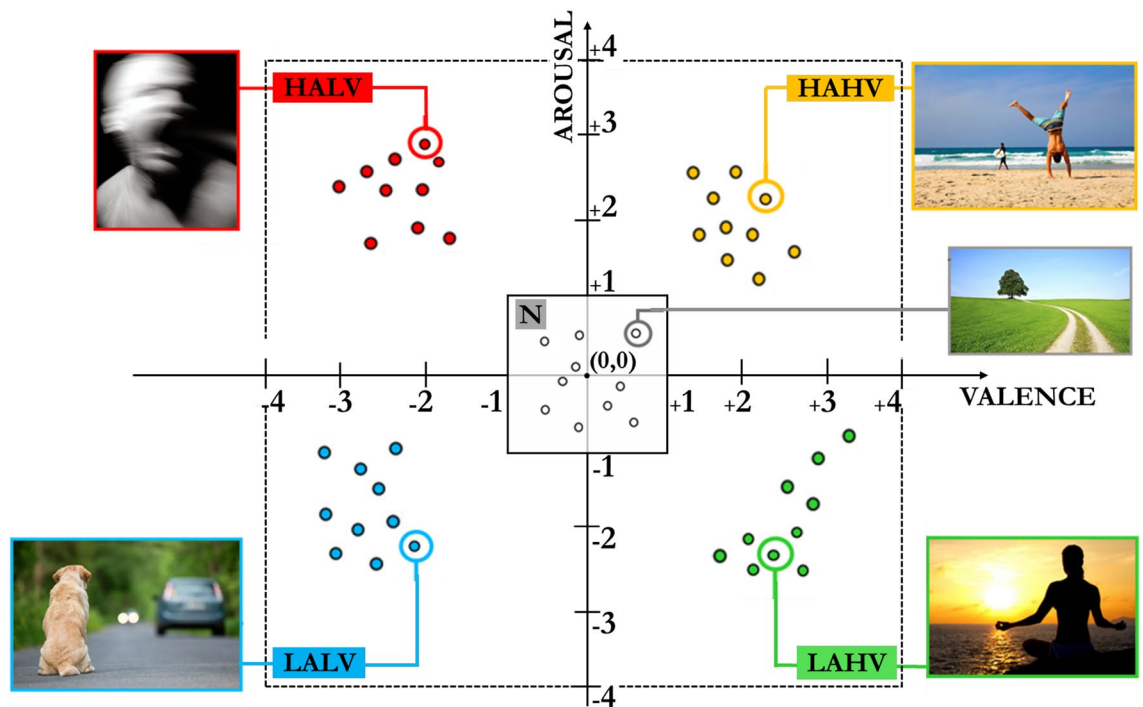 AROUSAL
+4
HALV
HAHV
+3
+2
+1
N
(0,0)
-4
-3
-2
-1
+1
+2
+3
+4
VALENCE
-1
-2
-3
LALV
LAHV
-4